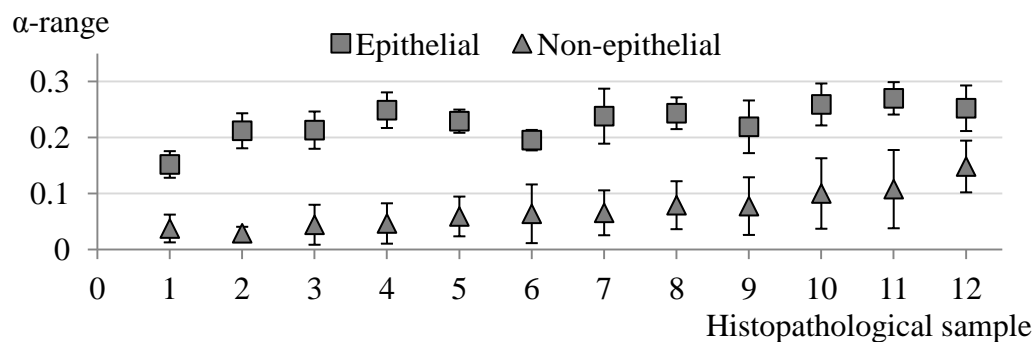 α-range
Epithelial Non-epithelial
0.3
0.2
0.1
0
0 1 2 3 4 5 6 7 8 9 10 11 12
Histopathological sample